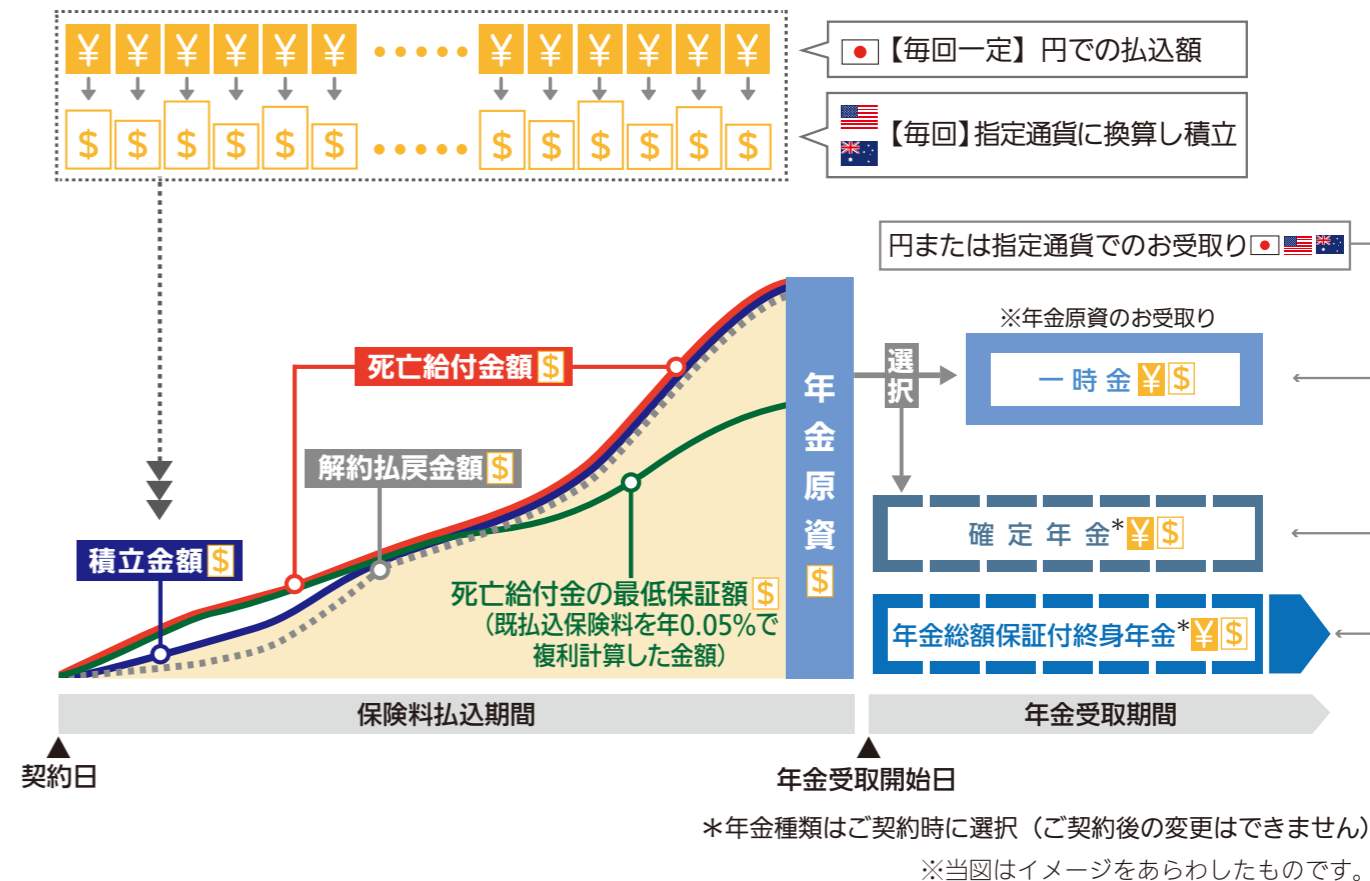 ¥ ¥ ¥ ¥ ¥ ¥ ¥ ¥ ¥ ¥ ¥ ¥
$ $ $ $ $ $ $ $ $ $ $ $
【毎回一定】円での払込額
【毎回】指定通貨に換算し積立
円または指定通貨でのお受取り
※年金原資のお受取り
選択
一時金 ¥ $
死亡給付金額 $
解約払戻金額 $
積立金額 $
死亡給付金の最低保証額 $
(既払込保険料を年0.05%で
複利計算した金額)
年金原資 $
確定年金* ¥ $
年金総額保証付終身年金* ¥ $
保険料払込期間
年金受取期間
▲
契約日
▲
年金受取開始日
*年金種類はご契約時に選択(ご契約後の変更はできません)
※当図はイメージをあらわしたものです。